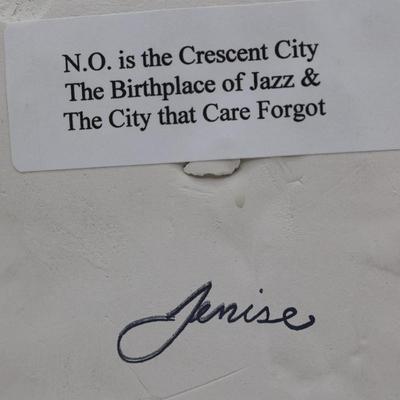 N.O. is the Crescent City
The Birthplace of Jazz &
The City that Care Forgot
Jenise